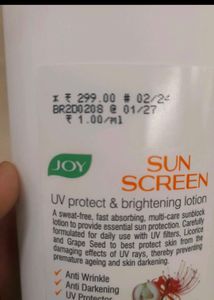 x ₹ 299.00 # 02/24
BR2D0208 @ 01/27
₹ 1.00/ml
JOY
SUN
SCREEN
UV protect & brightening lotion
A sweat-free, fast absorbing, multi-care sunblock
lotion to provide essential sun protection. Carefully
formulated for daily use with UV filters, Licorice
and Grape Seed to best protect skin from the
damaging effects of UV rays, thereby preventing
premature ageing and skin darkening.
✓ Anti Wrinkle
✓ Anti Darkening
✓ UV Protector